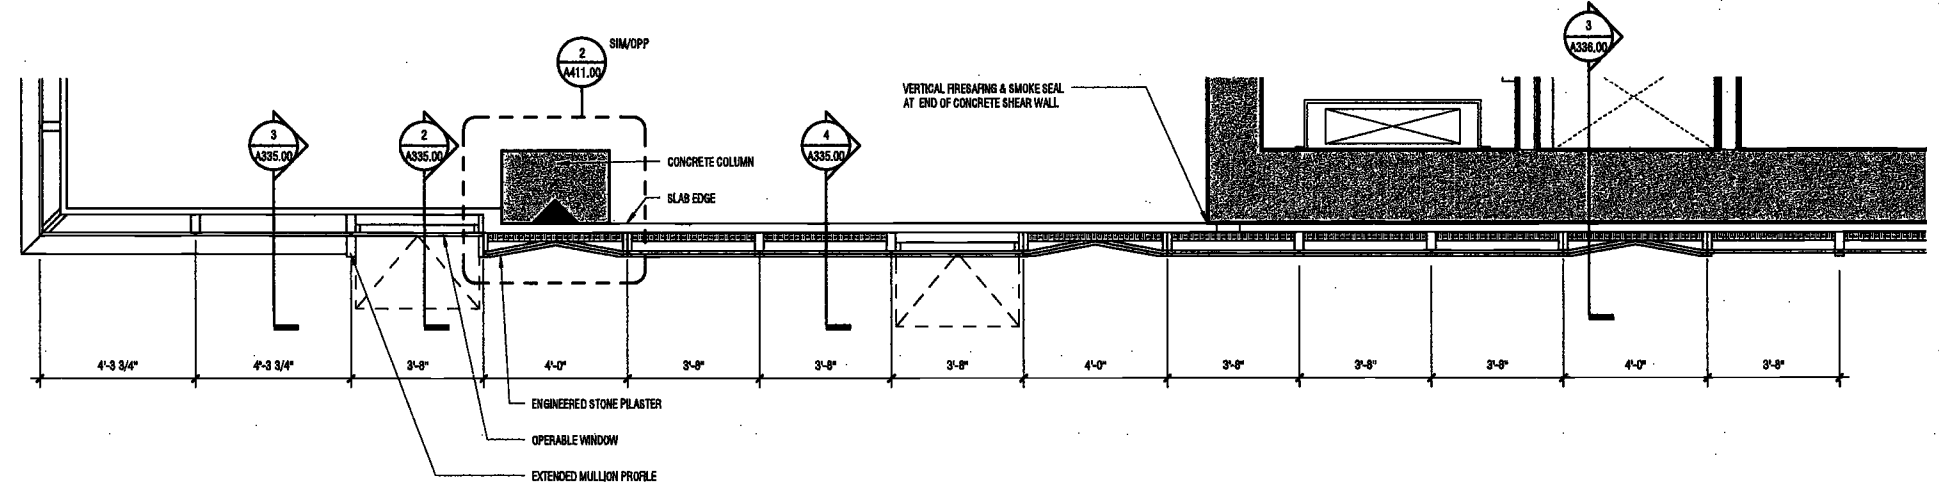 3
A336.00
2
A411.00
SIM/OPP
VERTICAL FIRESAFING & SMOKE SEAL
AT END OF CONCRETE SHEAR WALL
3
A335.00
2
A335.00
4
A335.00
CONCRETE COLUMN
SLAB EDGE
4'-3 3/4"
4'-3 3/4"
3'-8"
4'-0"
3'-8"
3'-8"
3'-8"
4'-0"
3'-8"
3'-8"
3'-8"
4'-0"
3'-8"
ENGINEERED STONE PILASTER
OPERABLE WINDOW
EXTENDED MULLION PROFILE